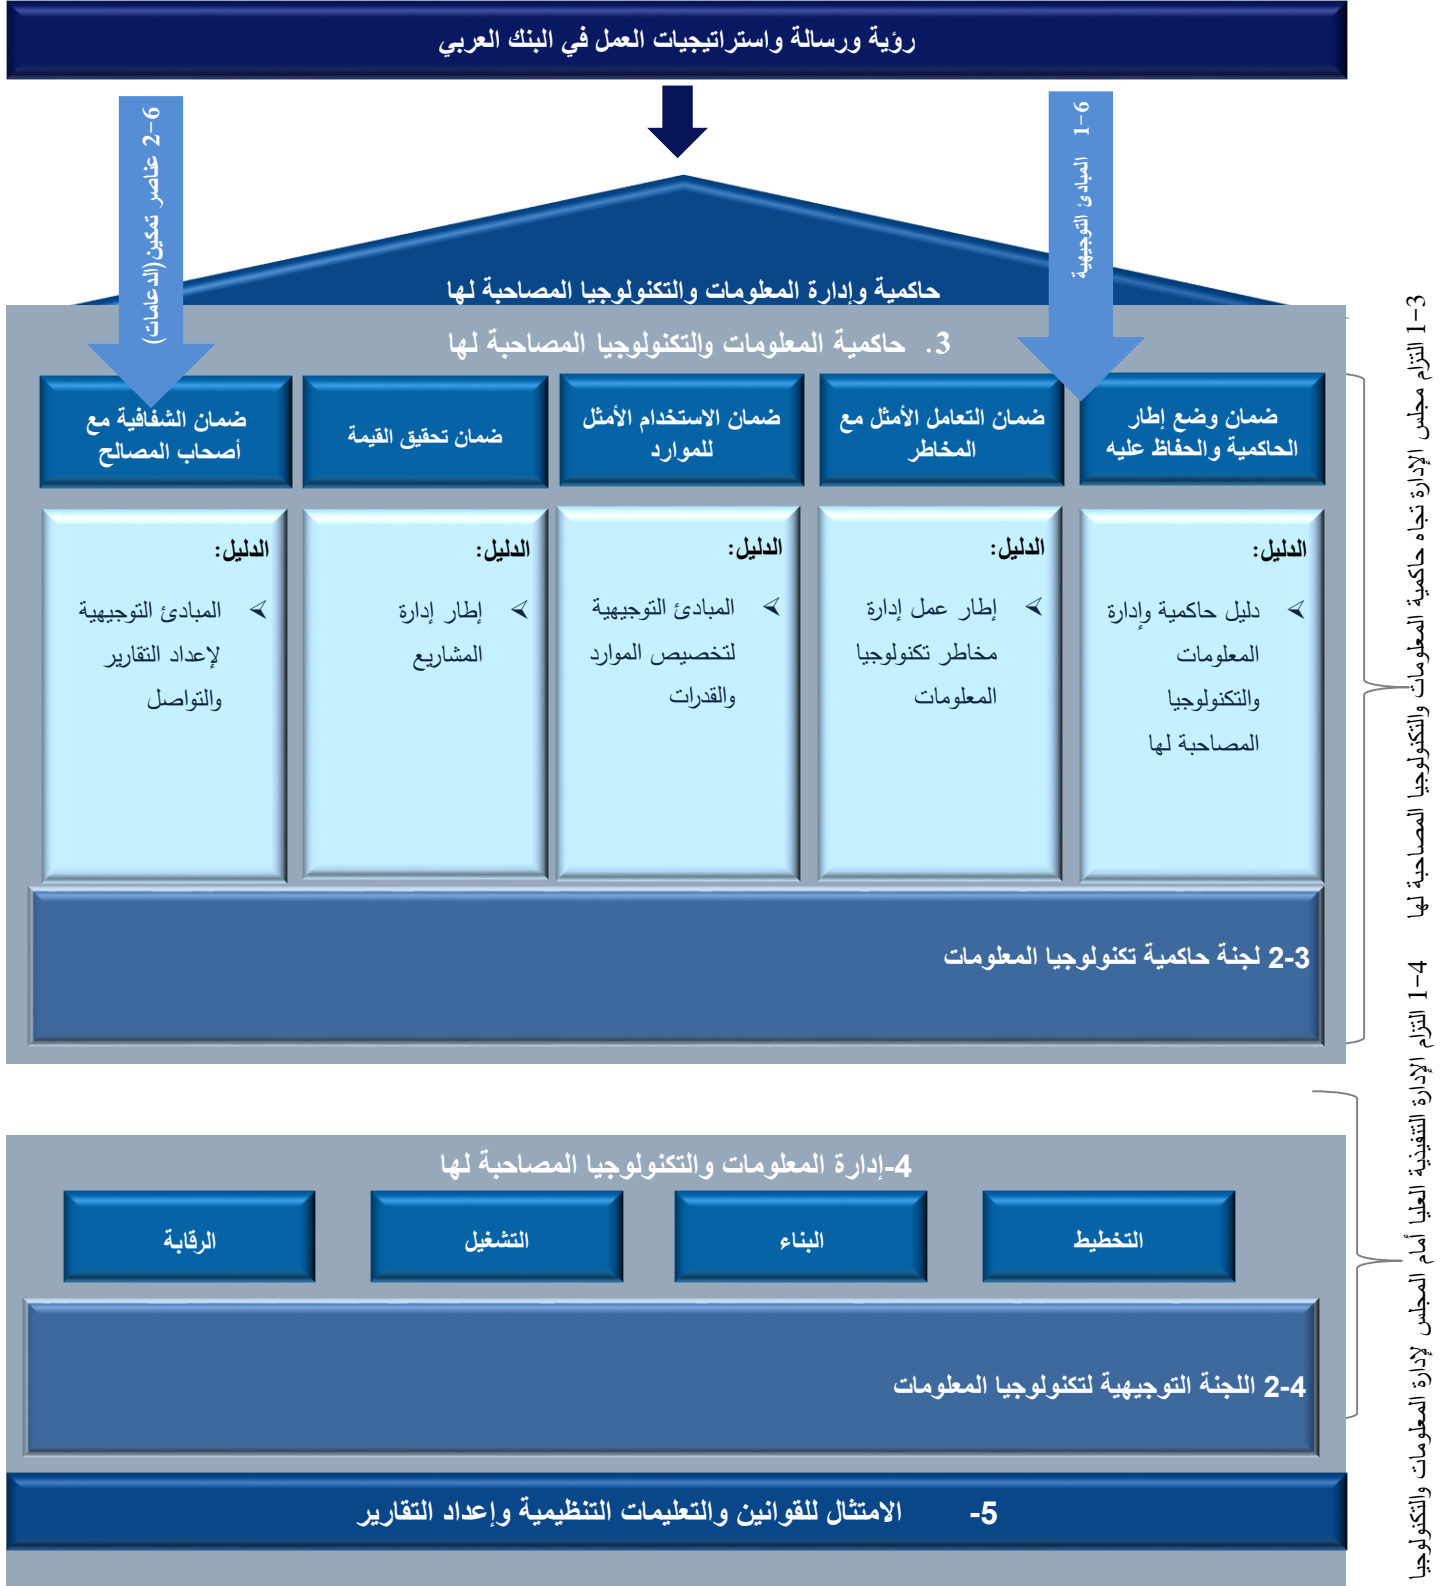 رؤية ورسالة واستراتيجيات العمل في البنك العربي
1-6 المبادئ التوجيهية
2-6 عناصر تمكين(الدعامات)
حاكمية وإدارة المعلومات والتكنولوجيا المصاحبة لها
3. حاكمية المعلومات والتكنولوجيا المصاحبة لها
ضمان وضع إطار
الحاكمية والحفاظ عليه
ضمان التعامل الأمثل مع
المخاطر
ضمان الاستخدام الأمثل
للموارد
ضمان تحقيق القيمة
ضمان الشفافية مع
أصحاب المصالح
الدليل:
⮚ دليل حاكمية وإدارة
المعلومات
والتكنولوجيا
المصاحبة لها
الدليل:
⮚ إطار عمل إدارة
مخاطر تكنولوجيا
المعلومات
الدليل:
⮚ المبادئ التوجيهية
لتخصيص الموارد
والقدرات
الدليل:
⮚ إطار إدارة
المشاريع
الدليل:
⮚ المبادئ التوجيهية
لإعداد التقارير
والتواصل
2-3 لجنة حاكمية تكنولوجيا المعلومات
1-3 التزام مجلس الإدارة تجاه حاكمية المعلومات والتكنولوجيا المصاحبة لها
4-إدارة المعلومات والتكنولوجيا المصاحبة لها
التخطيط
البناء
التشغيل
الرقابة
2-4 اللجنة التوجيهية لتكنولوجيا المعلومات
1-4 التزام الإدارة التنفيذية العليا أمام المجلس لإدارة المعلومات والتكنولوجيا
5- الامتثال للقوانين والتعليمات التنظيمية وإعداد التقارير